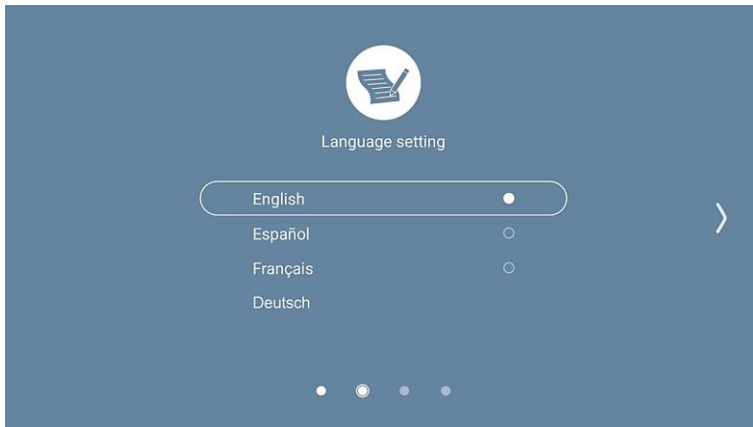 Language setting
English
Español
Français
Deutsch